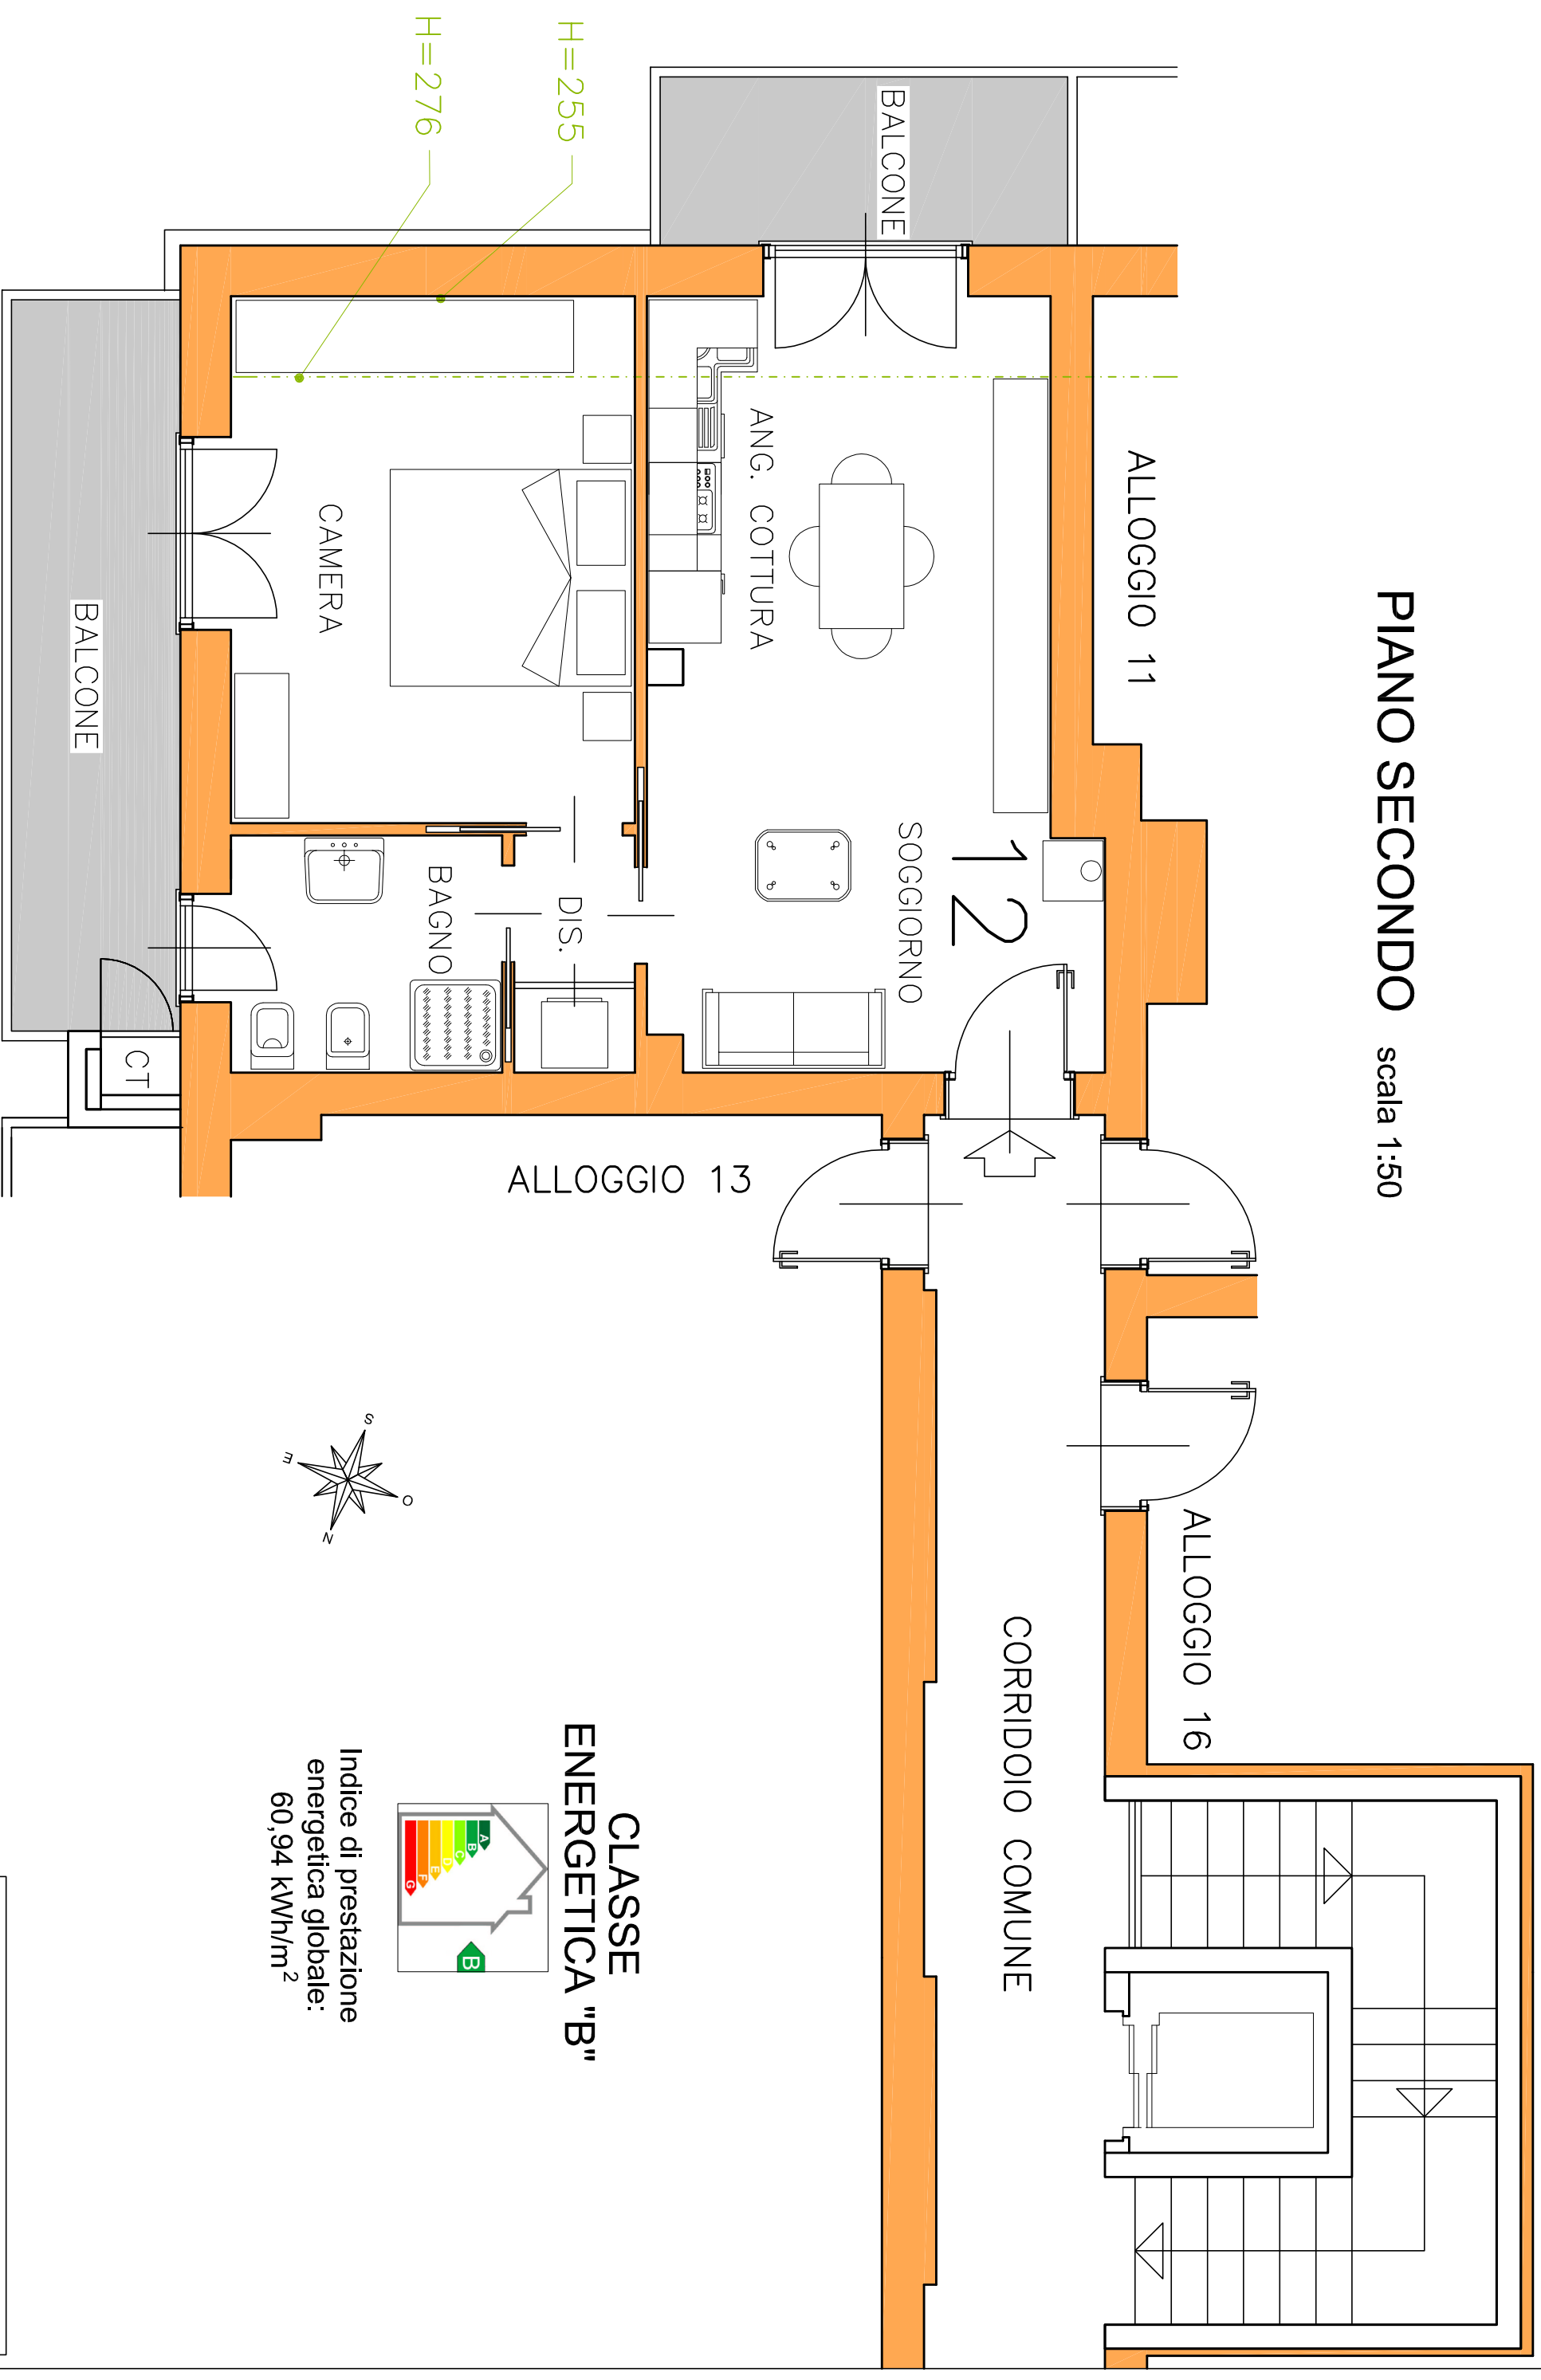 PIANO SECONDO scala 1:50
ALLOGGIO 11
ALLOGGIO 16
CORRIDOIO COMUNE
12
SOGGIORNO
BALCONE
ANG. COTTURA
H=255
H=276
DIS.
BAGNO
CAMERA
BALCONE
CT
ALLOGGIO 13
S
E
O
N
CLASSE
ENERGETICA "B"
A
B
C
D
E
F
G
B
Indice di prestazione
energetica globale:
60,94 kWh/m²